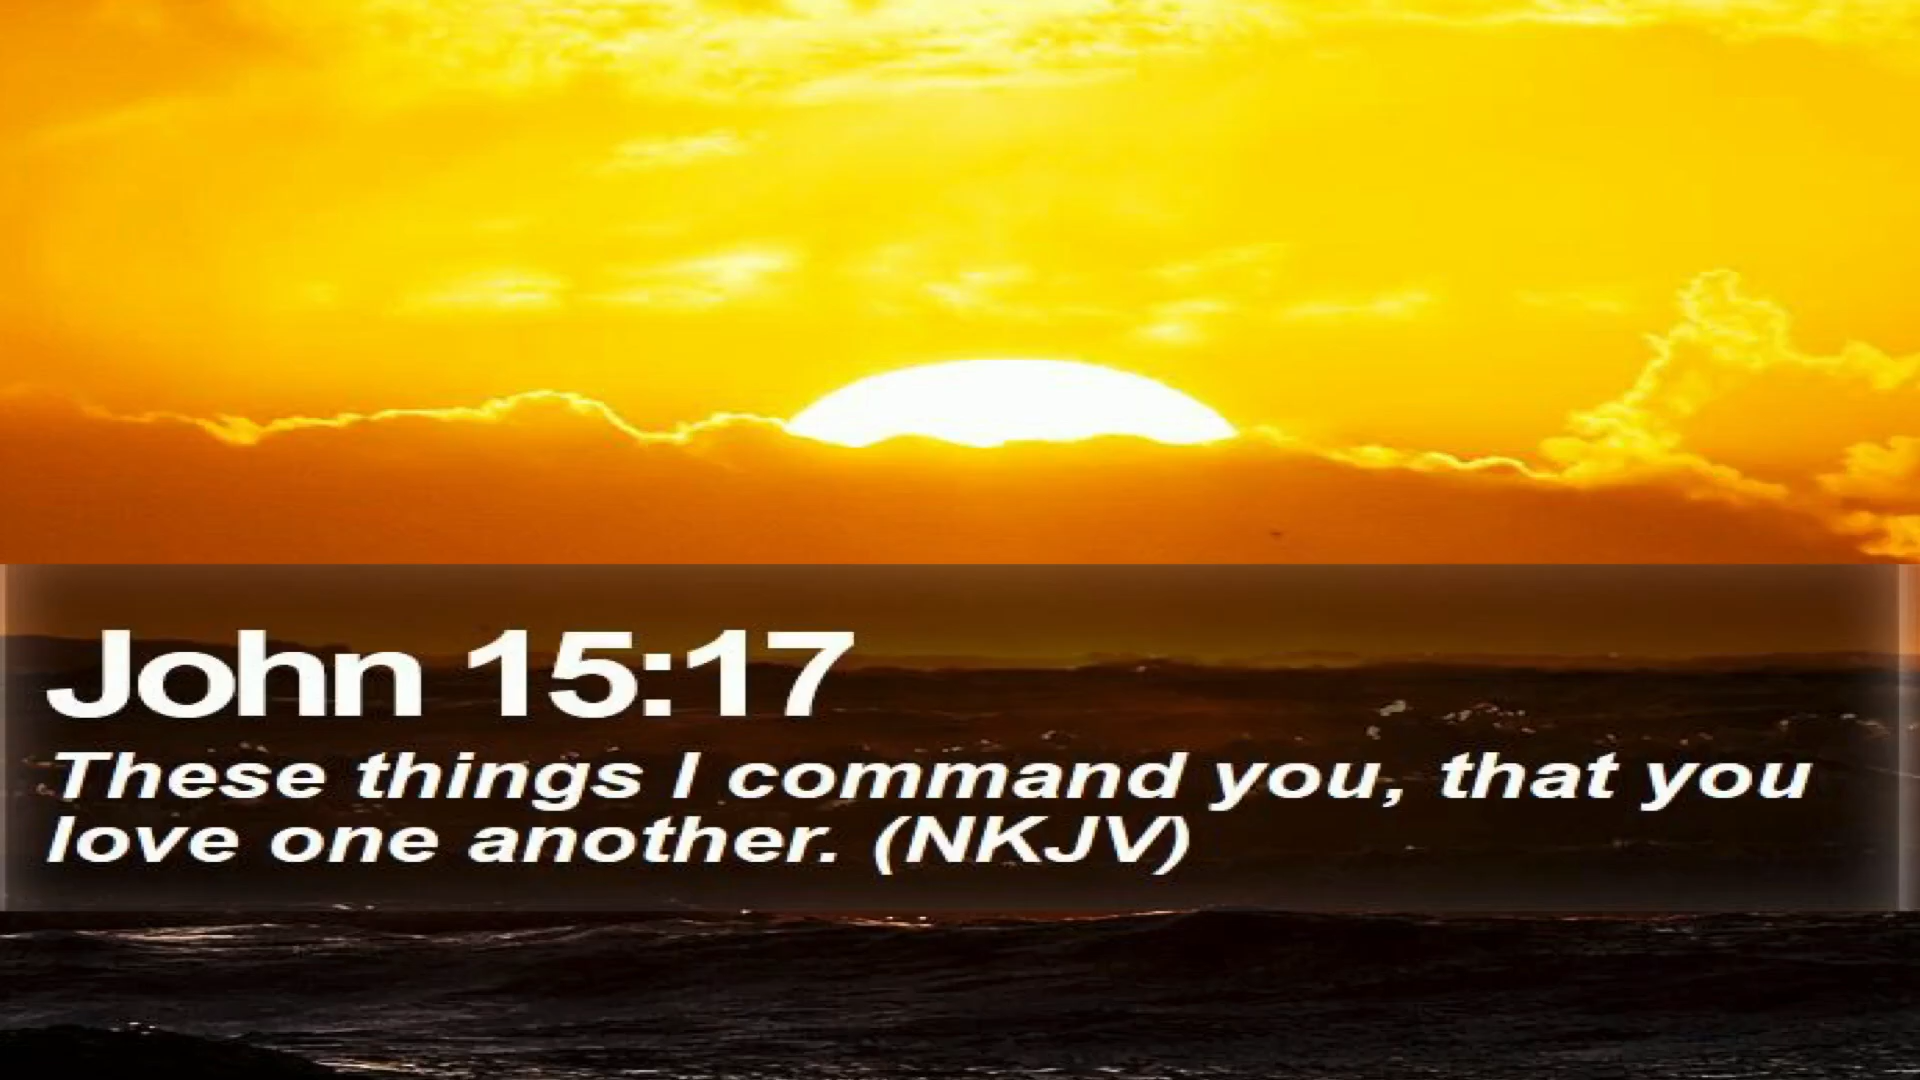 John 15:17
These things I command you, that you
love one another. (NKJV)